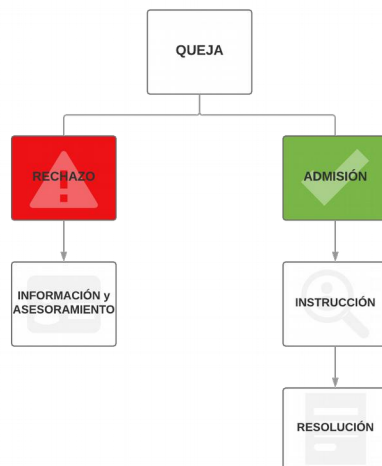 QUEJA
RECHAZO
ADMISIÓN
INFORMACIÓN y
ASESORAMIENTO
INSTRUCCIÓN
RESOLUCIÓN